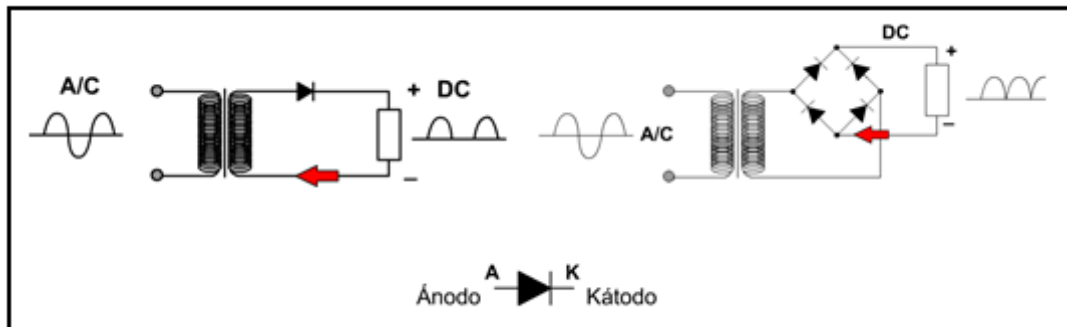 A/C
+ DC
–
A/C
DC
+
–
A K
Ánodo Kátodo